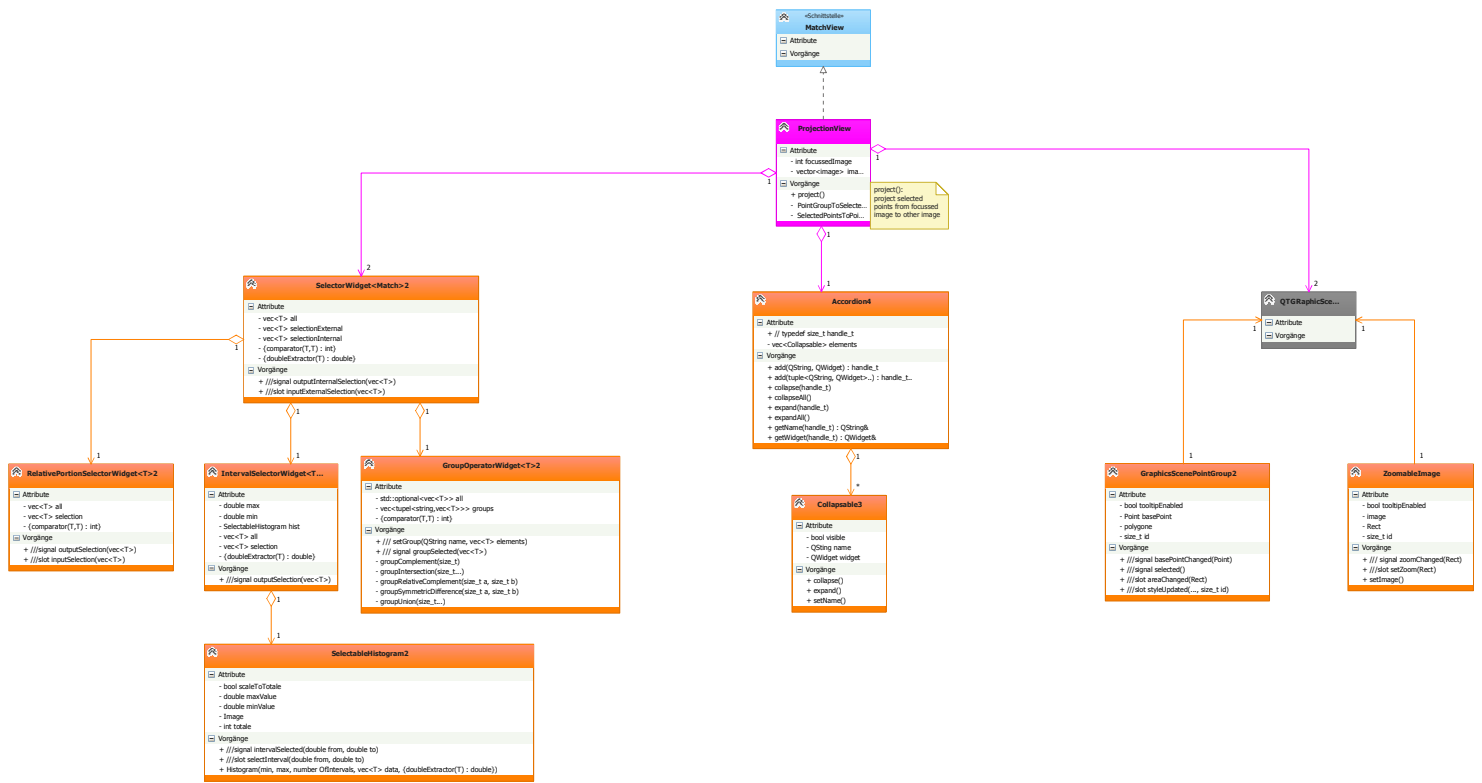 «Schnittstelle»
MatchView
Attribute
Vorgänge
ProjectionView
Attribute
- int focussedImage
- vector<image> ima...
Vorgänge
+ project()
- PointGroupToSelecte...
- SelectedPointsToPoi...
project():
project selected
points from focussed
image to other image
1
1
1
2
1
2
SelectorWidget<Match>2
Attribute
- vec<T> all
- vec<T> selectionExternal
- vec<T> selectionInternal
- {comparator(T,T) : int}
- {doubleExtractor(T) : double}
Vorgänge
+ ///signal outputInternalSelection(vec<T>)
+ ///slot inputExternalSelection(vec<T>)
1
1
1
1
1
1
Accordion4
Attribute
+ // typedef size_t handle_t
- vec<Collapsable> elements
Vorgänge
+ add(QString, QWidget) : handle_t
+ add(tuple<QString, QWidget>..) : handle_t..
+ collapse(handle_t)
+ collapseAll()
+ expand(handle_t)
+ expandAll()
+ getName(handle_t) : QString&
+ getWidget(handle_t) : QWidget&
1
*
QTGRaphicSce...
Attribute
Vorgänge
1
1
1
1
RelativePortionSelectorWidget<T>2
Attribute
- vec<T> all
- vec<T> selection
- {comparator(T,T) : int}
Vorgänge
+ ///signal outputSelection(vec<T>)
+ ///slot inputSelection(vec<T>)
IntervalSelectorWidget<T...
Attribute
- double max
- double min
- SelectableHistogram hist
- vec<T> all
- vec<T> selection
- {doubleExtractor(T) : double}
Vorgänge
+ ///signal outputSelection(vec<T>)
1
1
GroupOperatorWidget<T>2
Attribute
- std::optional<vec<T>> all
- vec<tupel<string,vec<T>>> groups
- {comparator(T,T) : int}
Vorgänge
+ /// setGroup(QString name, vec<T> elements)
+ /// signal groupSelected(vec<T>)
- groupComplement(size_t)
- groupIntersection(size_t...)
- groupRelativeComplement(size_t a, size_t b)
- groupSymmetricDifference(size_t a, size_t b)
- groupUnion(size_t...)
Collapsable3
Attribute
- bool visible
- QSting name
- QWidget widget
Vorgänge
+ collapse()
+ expand()
+ setName()
GraphicsScenePointGroup2
Attribute
- bool tooltipEnabled
- Point basePoint
- polygone
- size_t id
Vorgänge
+ ///signal basePointChanged(Point)
+ ///signal selected()
+ ///slot areaChanged(Rect)
+ ///slot styleUpdated(..., size_t id)
ZoomableImage
Attribute
- bool tooltipEnabled
- image
- Rect
- size_t id
Vorgänge
+ /// signal zoomChanged(Rect)
+ ///slot setZoom(Rect)
+ setImage()
SelectableHistogram2
Attribute
- bool scaleToTotale
- double maxValue
- double minValue
- Image
- int totale
Vorgänge
+ ///signal intervalSelected(double from, double to)
+ ///slot selectInterval(double from, double to)
+ Histogram(min, max, number OfIntervals, vec<T> data, {doubleExtractor(T) : double})